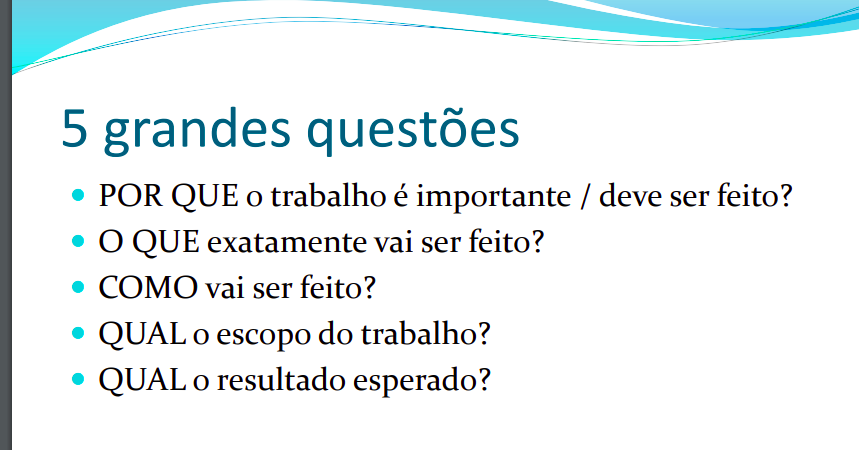 5 grandes questões
POR QUE o trabalho é importante / deve ser feito?
O QUE exatamente vai ser feito?
COMO vai ser feito?
QUAL o escopo do trabalho?
QUAL o resultado esperado?